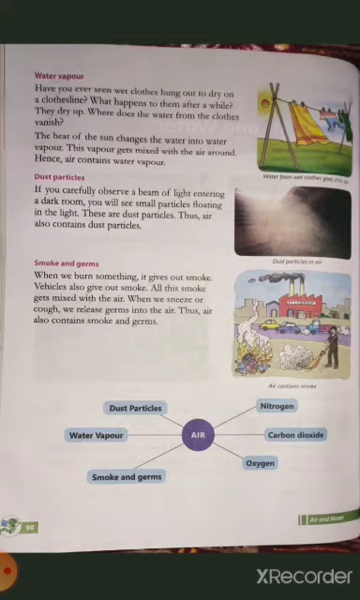 Water vapour
Have you ever seen wet clothes hung out to dry on
a clothesline? What happens to them after a while?
They dry up. Where does the water from the clothes
vanish?
The heat of the sun changes the water into water
vapour. This vapour gets mixed with the air around.
Hence, air contains water vapour.
Water from wet clothes goes into air
Dust particles
If you carefully observe a beam of light entering
a dark room, you will see small particles floating
in the light. These are dust particles. Thus, air
also contains dust particles.
Dust particles in air
Smoke and germs
When we burn something, it gives out smoke.
Vehicles also give out smoke. All this smoke
gets mixed with the air. When we sneeze or
cough, we release germs into the air. Thus, air
also contains smoke and germs.
Air contains smoke
Dust Particles
Nitrogen
Water Vapour
AIR
Carbon dioxide
Oxygen
Smoke and germs
98
Air and Water
XRecorder